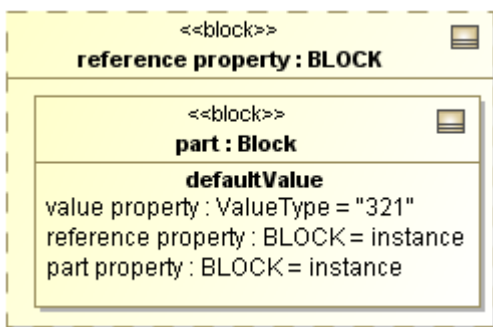 <<block>>
reference property : BLOCK
<<block>>
part : Block
defaultValue
value property : ValueType = "321"
reference property : BLOCK = instance
part property : BLOCK = instance